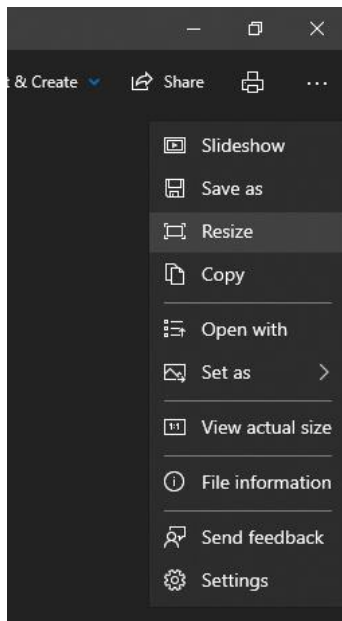 t & Create Share
Slideshow
Save as
Resize
Copy
Open with
Set as
1:1 View actual size
File information
Send feedback
Settings